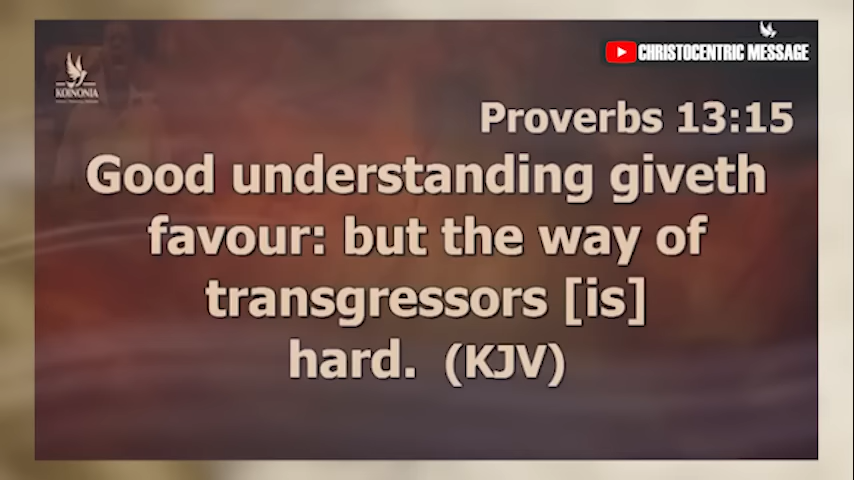 CHRISTOCENTRIC MESSAGE
KOINONIA
Proverbs 13:15
Good understanding giveth
favour: but the way of
transgressors [is]
hard. (KJV)